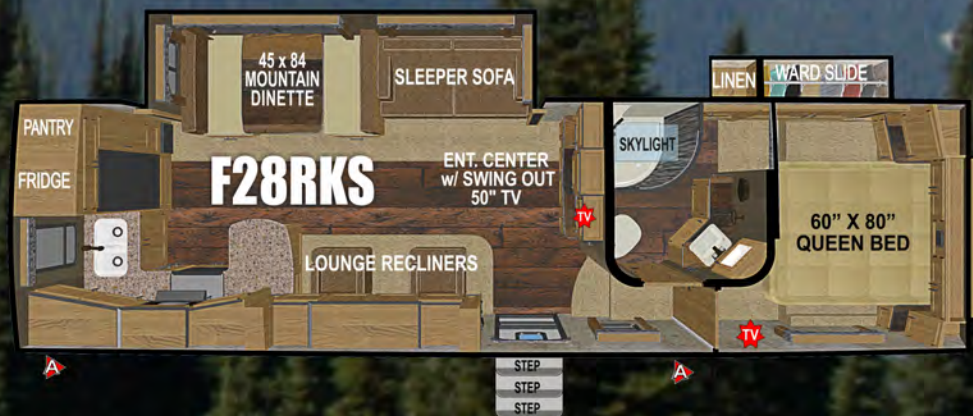 45 x 84
MOUNTAIN
DINETTE
SLEEPER SOFA
LINEN
WARD SLIDE
PANTRY
FRIDGE
F28RKS
ENT. CENTER
w/ SWING OUT
50" TV
TV
SKYLIGHT
60” X 80”
QUEEN BED
LOUNGE RECLINERS
TV
A
A
STEP
STEP
STEP